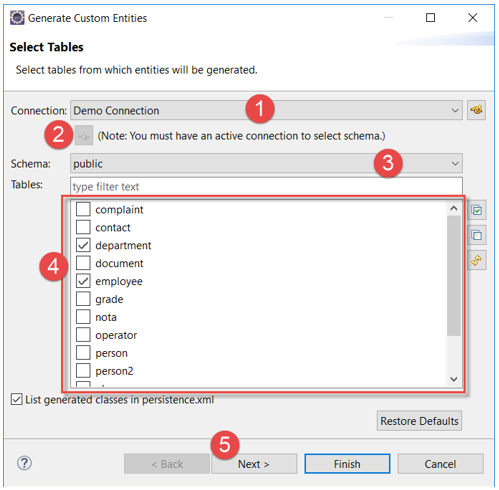 Generate Custom Entities
Select Tables
Select tables from which entities will be generated.
Connection: Demo Connection 1
2 (Note: You must have an active connection to select schema.)
Schema: public 3
Tables: type filter text
complaint
contact
department
4 document
employee
grade
nota
operator
person
person2
List generated classes in persistence.xml
Restore Defaults
5
? < Back Next > Finish Cancel